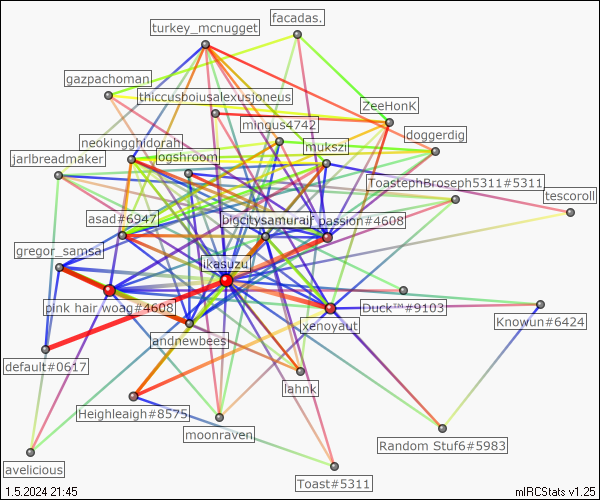 facadas.
turkey_mcnugget
gazpachoman
thiccusboiusalexusjoneus
ZeeHonK
mingus4742
doggerdig
neokingghidorah
mukszi
ogshroom
jarlbreadmaker
ToastephBroseph5311#5311
tescoroll
asad#6947
bigcitysamurai
passion#4608
gregor_samsa
ikasuzu
pink hair woag#4608
Duck™#9103
Knowun#6424
xenoyaut
andnewbees
default#0617
lahnk
Heighleaigh#8575
moonraven
Random Stuf6#5983
avelicious
Toast#5311
1.5.2024 21:45
mIRCStats v1.25